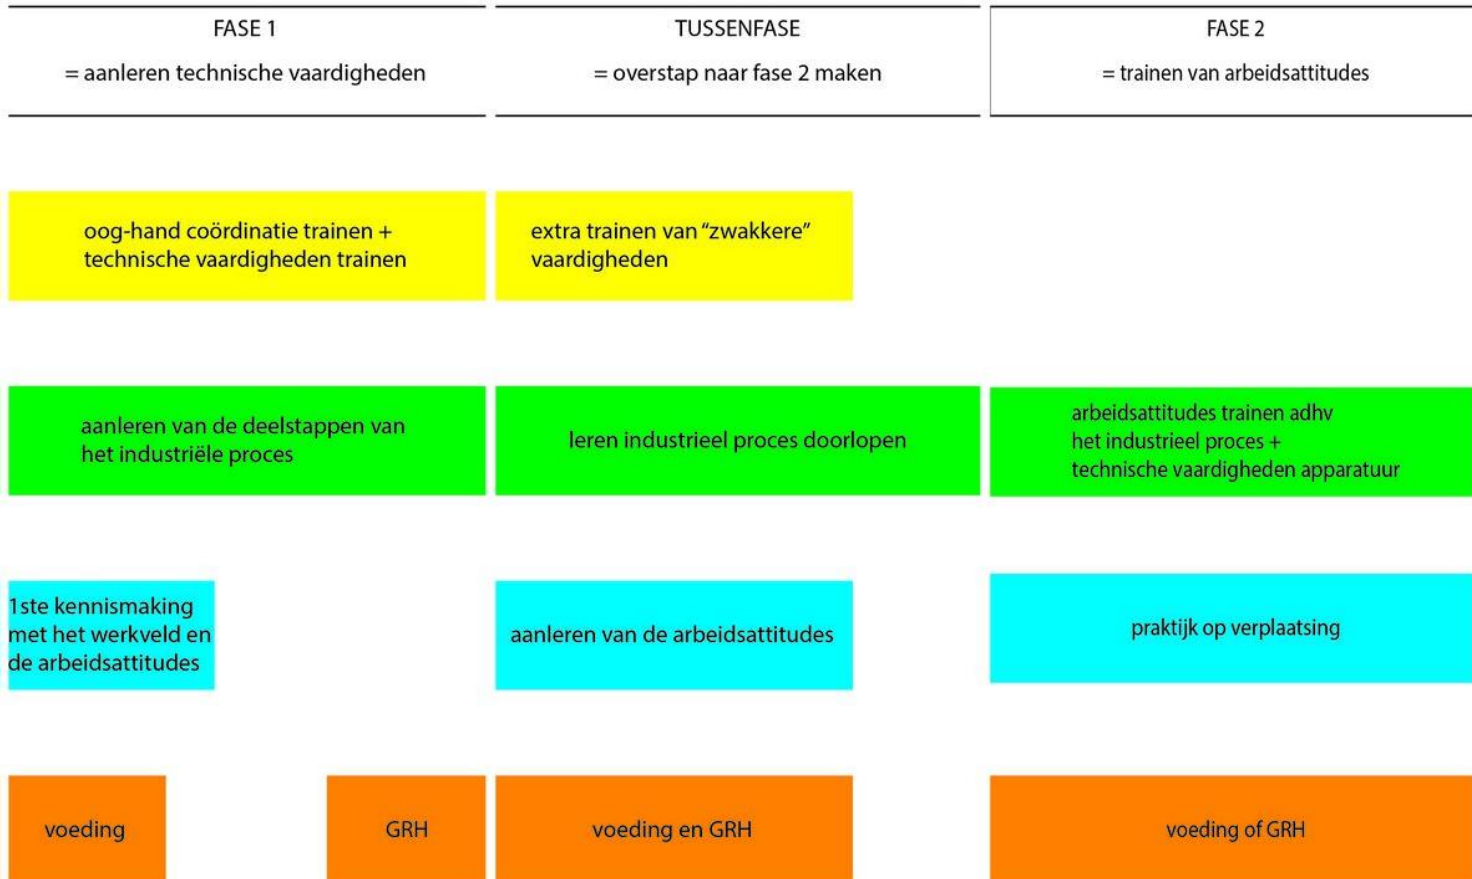 FASE 1
= aanleren technische vaardigheden
TUSSENFASE
= overstap naar fase 2 maken
FASE 2
= trainen van arbeidsattitudes
oog-hand coördinatie trainen +
technische vaardigheden trainen
extra trainen van “zwakkere”
vaardigheden
aanleren van de deelstappen van
het industriële proces
leren industrieel proces doorlopen
arbeidsattitudes trainen adhv
het industrieel proces +
technische vaardigheden apparatuur
1ste kennismaking
met het werkveld en
de arbeidsattitudes
aanleren van de arbeidsattitudes
praktijk op verplaatsing
voeding
GRH
voeding en GRH
voeding of GRH